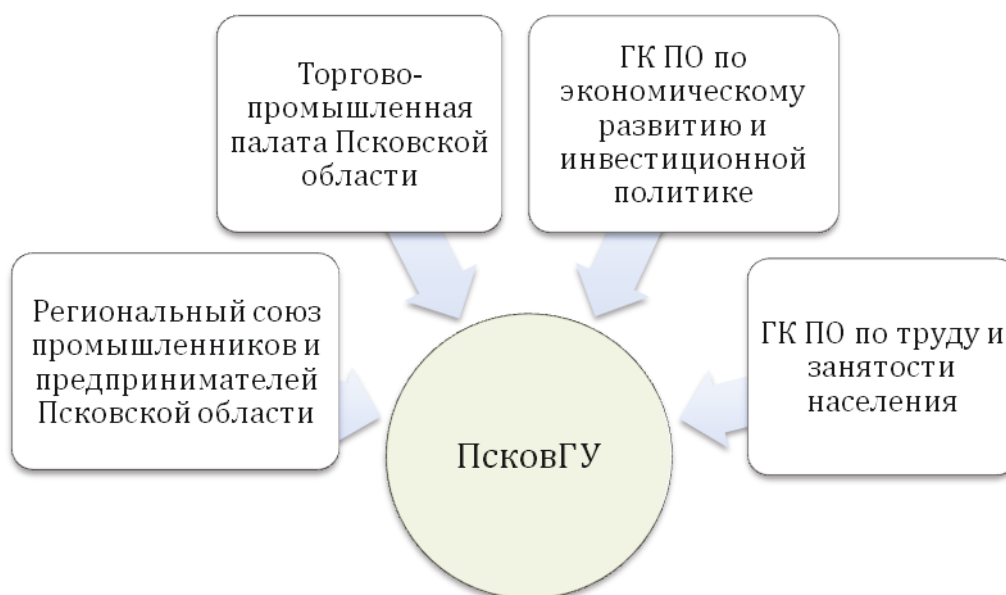 Торгово-
промышленная
палата Псковской
области
ГК ПО по
экономическому
развитию и
инвестиционной
политике
Региональный союз
промышленников и
предпринимателей
Псковской области
ГК ПО по труду и
занятости
населения
ПсковГУ